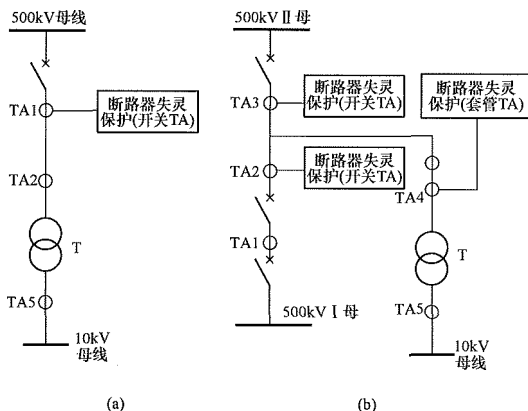 500kV母线
TA1
断路器失灵
保护(开关TA)
TA2
T
TA5
10kV
母线
(a)
500kV Ⅱ母
TA3
断路器失灵
保护(开关TA)
断路器失灵
保护(套管TA)
TA2
断路器失灵
保护(开关TA)
TA4
TA1
T
500kV Ⅰ母
TA5
10kV
母线
(b)